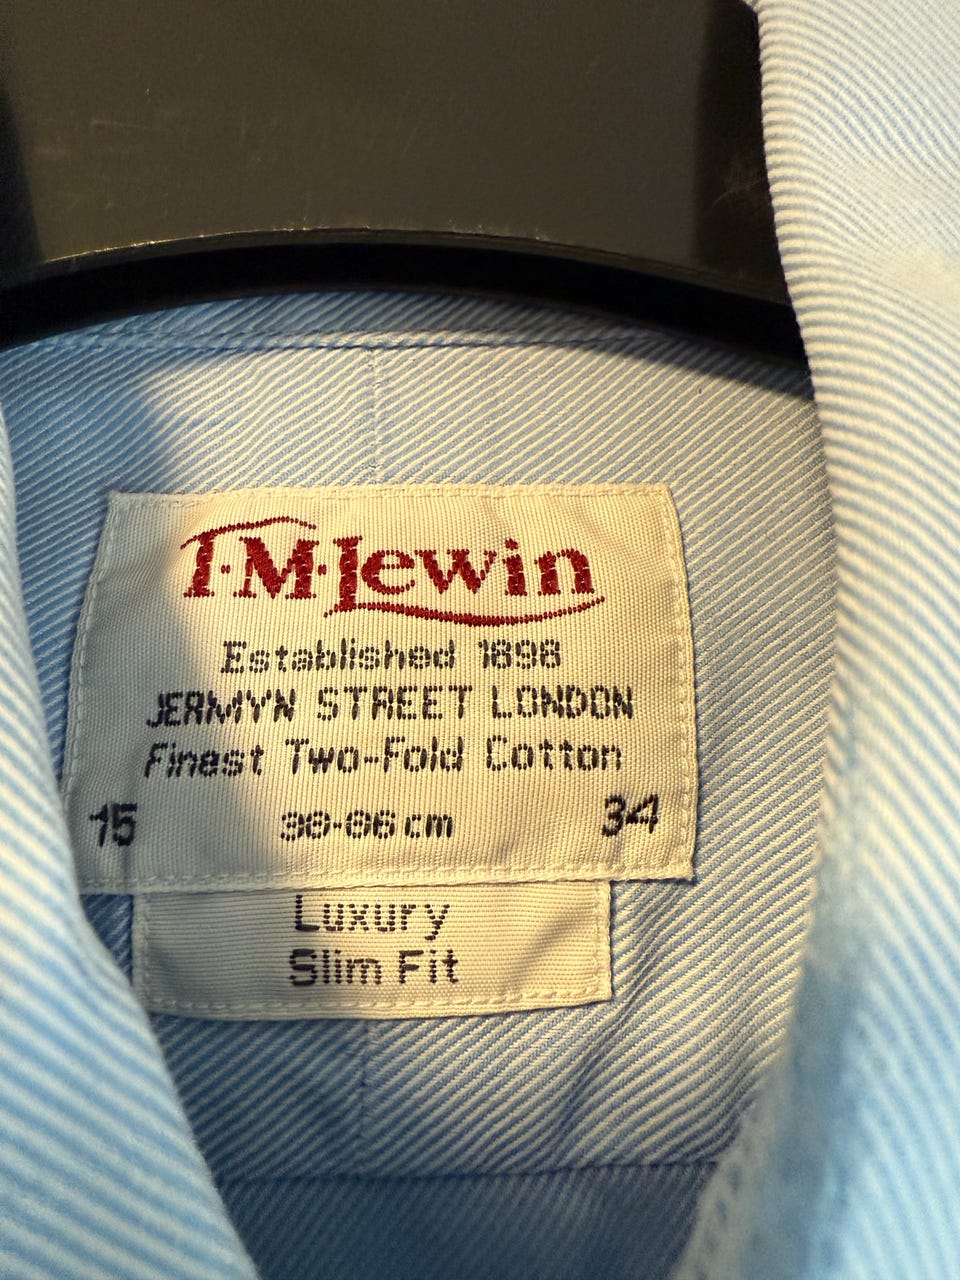 T·M·Lewin
Established 1898
JERMYN STREET LONDON
Finest Two-Fold Cotton
15 38-86 cm 34
Luxury
Slim Fit